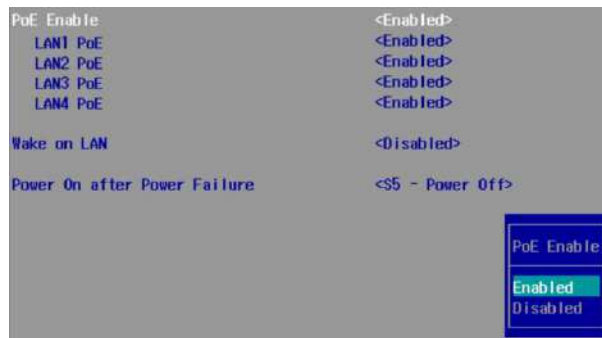 PoE Enable <Enabled>
LAN1 PoE <Enabled>
LAN2 PoE <Enabled>
LAN3 PoE <Enabled>
LAN4 PoE <Enabled>
Wake on LAN <Disabled>
Power On after Power Failure <S5 - Power Off>
PoE Enable
Enabled
Disabled